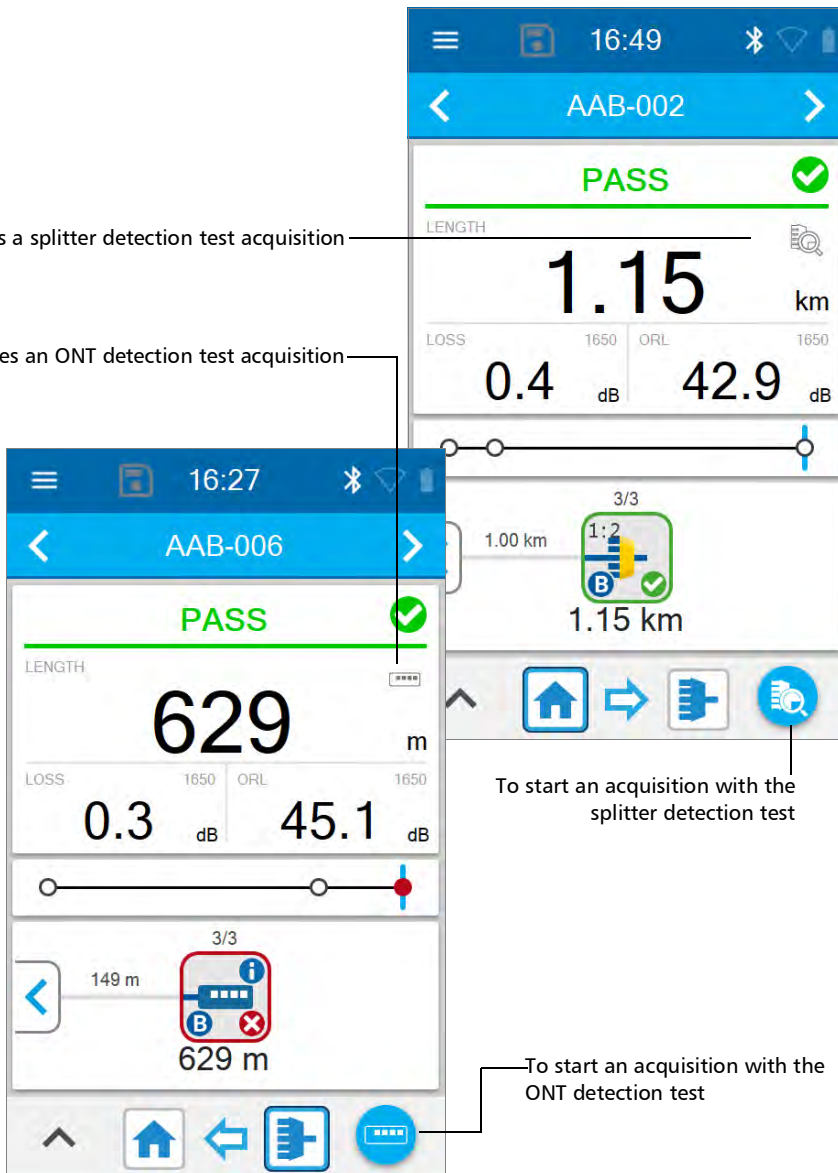 16:49
AAB-002
PASS
LENGTH
1.15 km
LOSS 1650 ORL 1650
0.4 dB 42.9 dB
3/3
1.00 km
1:2
B
1.15 km
a splitter detection test acquisition
an ONT detection test acquisition
16:27
AAB-006
PASS
LENGTH
629 m
LOSS 1650 ORL 1650
0.3 dB 45.1 dB
3/3
149 m
i
B
629 m
To start an acquisition with the
splitter detection test
To start an acquisition with the
ONT detection test